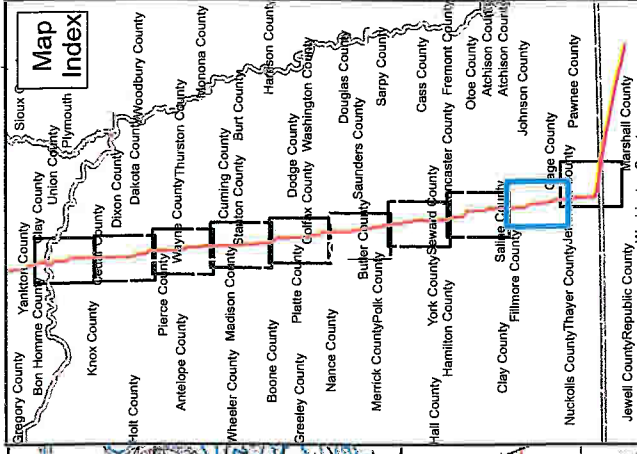 Map
Index
Sioux C
Plymouth
Union County
Clay County
Yankton County
Bon Homme County
Gregory County
Woodbury County
Dakota County
Dixon County
Cedar County
Knox County
Holt County
Monona County
Thurston County
Wayne County
Pierce County
Antelope County
Harrison County
Burt County
Cuming County
Stanton County
Madison County
Wheeler County
Boone County
Washington County
Dodge County
Colfax County
Platte County
Greeley County
Nance County
Douglas County
Sarpy County
Saunders County
Butler County
Polk County
Merrick County
Cass County
Fremont County
Lancaster County
Seward County
York County
Hamilton County
Hall County
Otoe County
Atchison County
Atchison County
Johnson County
Saline County
Fillmore County
Clay County
Pawnee County
Gage County
Thayer County
Nuckolls County
Marshall County
Republic County
Jewell County